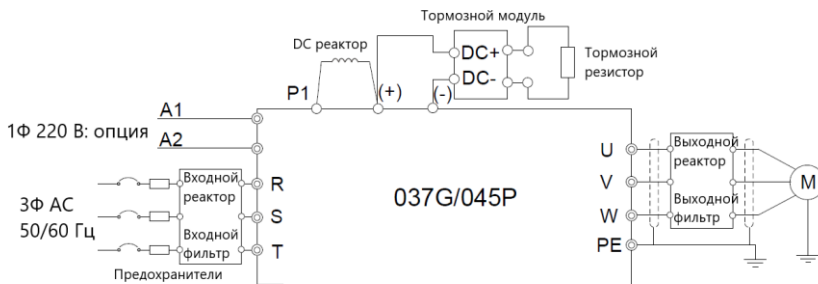 Тормозной модуль
DC реактор
DC+
Тормозной
резистор
DC-
P1
(+)
(-)
A1
1Ф 220 В: опция
A2
Входной
реактор
R
3Ф AC
50/60 Гц
S
Входной
фильтр
T
Предохранители
037G/045P
U
Выходной
реактор
V
M
W
Выходной
фильтр
PE